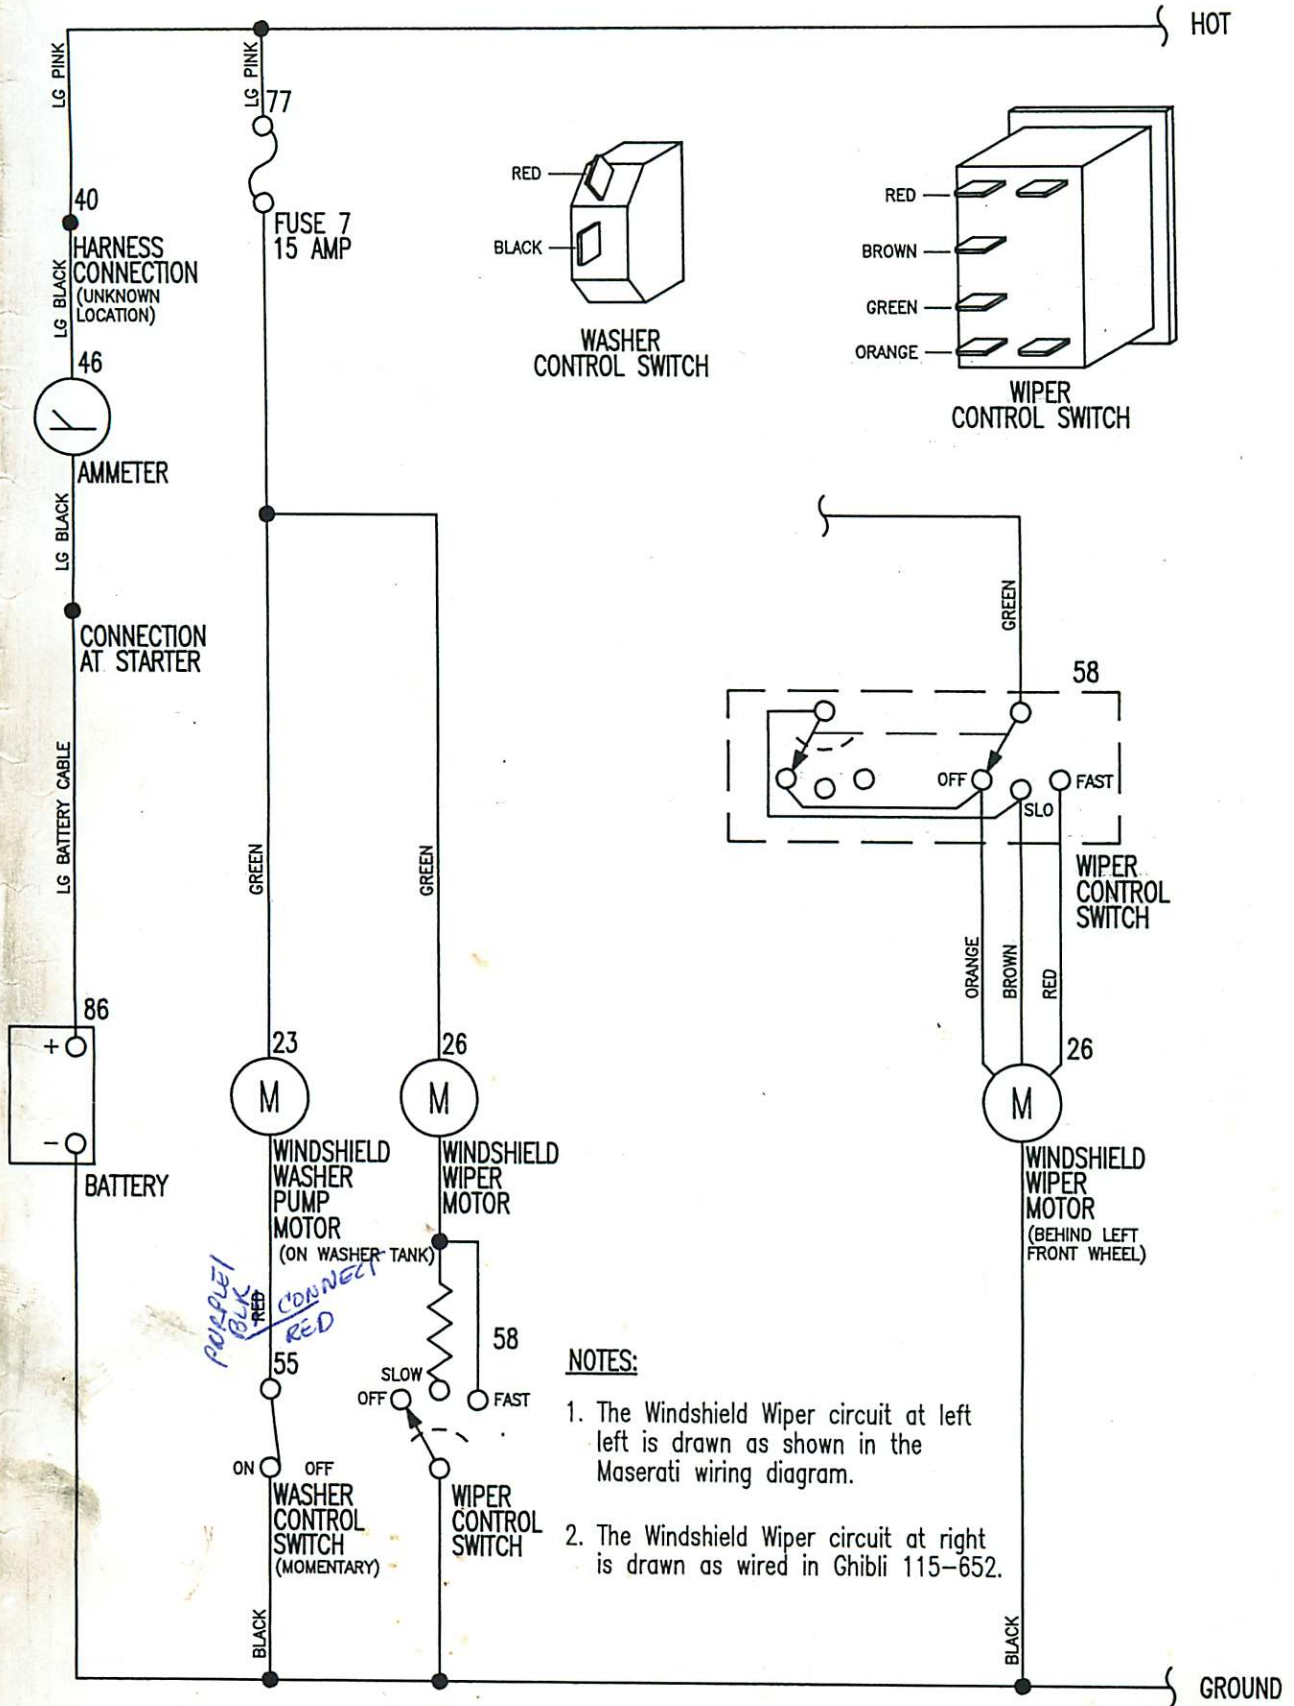 HOT
LG PINK
LG PINK
77
FUSE 7
15 AMP
40
HARNESS
CONNECTION
(UNKNOWN
LOCATION)
LG BLACK
46
AMMETER
LG BLACK
CONNECTION
AT STARTER
LG BATTERY CABLE
86
+
-
BATTERY
RED
BLACK
WASHER
CONTROL SWITCH
RED
BROWN
GREEN
ORANGE
WIPER
CONTROL SWITCH
GREEN
58
OFF
SLO
FAST
WIPER
CONTROL
SWITCH
ORANGE
BROWN
RED
26
M
WINDSHIELD
WIPER
MOTOR
(BEHIND LEFT
FRONT WHEEL)
BLACK
GREEN
GREEN
23
M
WINDSHIELD
WASHER
PUMP
MOTOR
(ON WASHER TANK)
26
M
WINDSHIELD
WIPER
MOTOR
PURPLE/
BLK
RED
CONNECT
RED
55
ON
OFF
WASHER
CONTROL
SWITCH
(MOMENTARY)
BLACK
58
SLOW
OFF
FAST
WIPER
CONTROL
SWITCH
NOTES:
1. The Windshield Wiper circuit at left
left is drawn as shown in the
Maserati wiring diagram.
2. The Windshield Wiper circuit at right
is drawn as wired in Ghibli 115-652.
GROUND